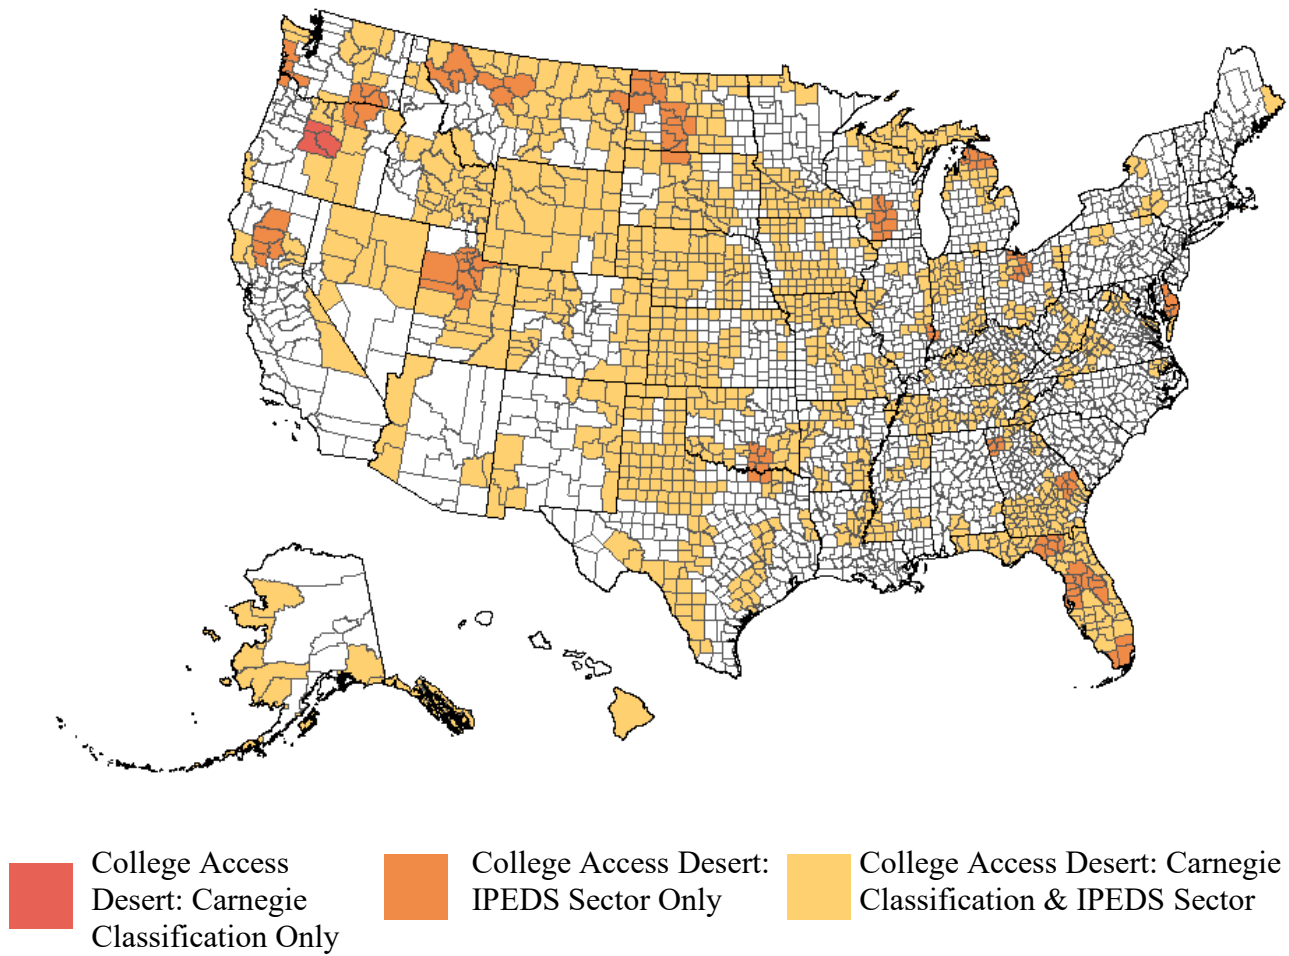 College Access
Desert: Carnegie
Classification Only
College Access Desert:
IPEDS Sector Only
College Access Desert: Carnegie
Classification & IPEDS Sector